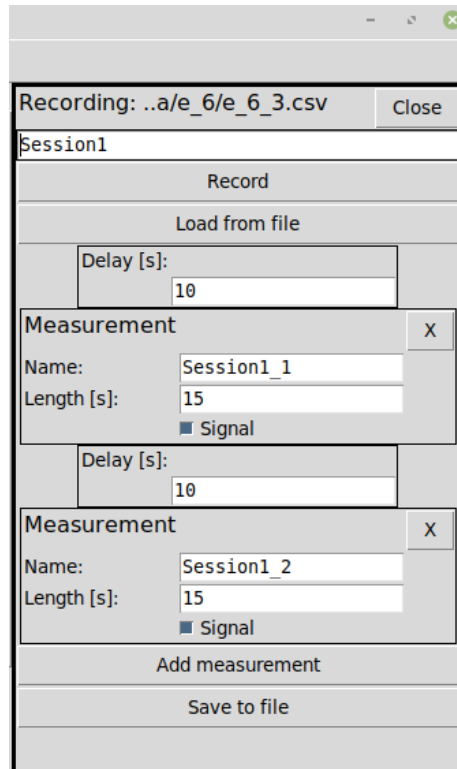 Recording: ..a/e_6/e_6_3.csv Close
Session1
Record
Load from file
Delay [s]:
10
Measurement X
Name: Session1_1
Length [s]: 15
Signal
Delay [s]:
10
Measurement X
Name: Session1_2
Length [s]: 15
Signal
Add measurement
Save to file